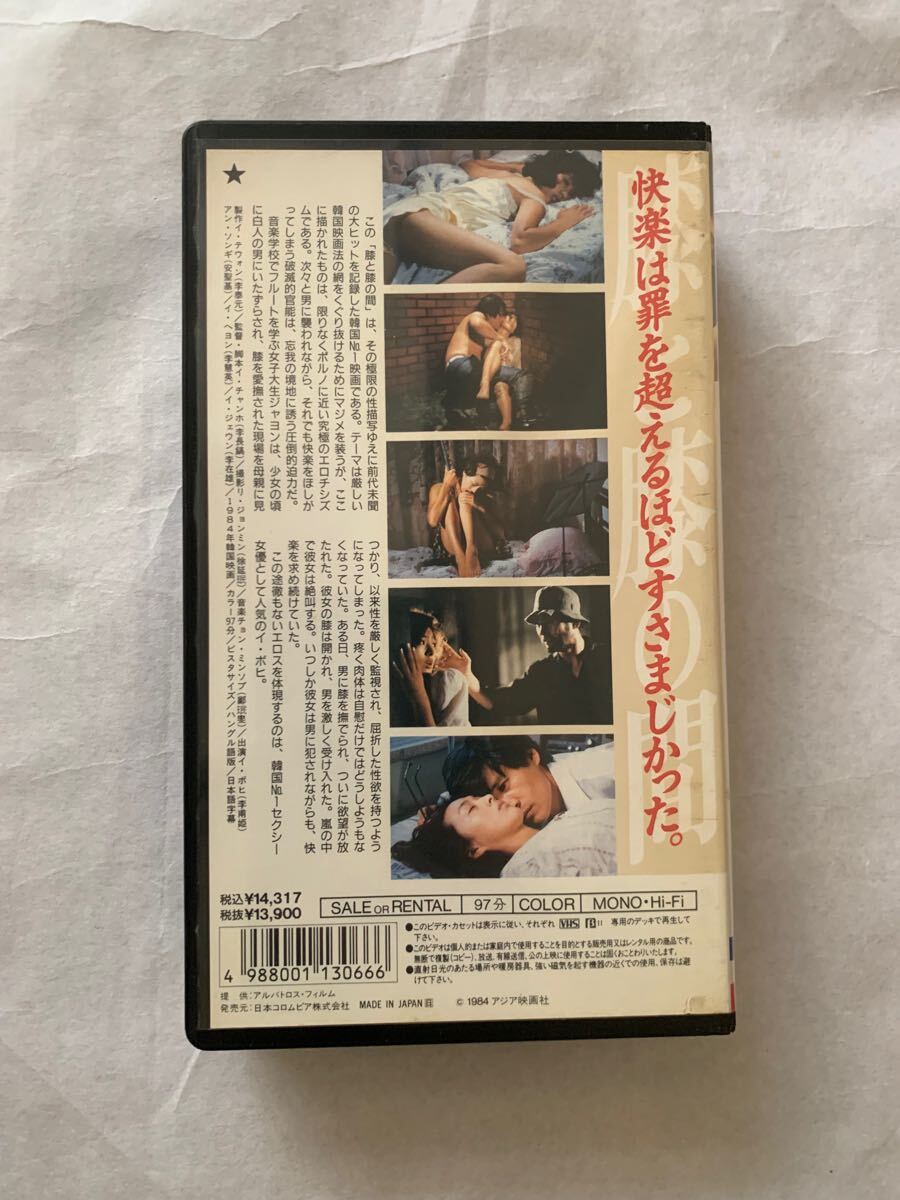 快楽は罪を超えるほどすさまじかった。
膝と膝の間
★
この「膝と膝の間」は、その極限の性描写ゆえに前代未聞
の大ヒットを記録した韓国№1映画である。テーマは厳しい
韓国映画法の網をくぐり抜けるためにマジメを装うが、ここ
に描かれたものは、限りなくポルノに近い究極のエロチシズ
ムである。次々と男に襲われながら、それでも快楽をほしが
ってしまう破滅的官能は、忘我の境地に誘う圧倒的迫力だ。
音楽学校でフルートを学ぶ女子大生ジャヨンは、少女の頃
に白人の男にいたずらされ、膝を愛撫された現場を母親に見
つかり、以来性を厳しく監視され、屈折した性欲を持つよう
になってしまった。疼く肉体は自慰だけではどうしようもな
くなっていた。ある日、男に膝を撫でられ、ついに欲望が放
たれた。彼女の膝は開かれ、男を激しく受け入れた。嵐の中
で彼女は絶叫する。いつしか彼女は男に犯されながらも、快
楽を求め続けていた。
この途徹もないエロスを体現するのは、韓国№1セクシー
女優として人気のイ・ボヒ。
製作イ・テウォン(李泰元)/監督・脚本イ・チャンホ(李長鎬)/撮影リ・ジョンミン(徐延珉)/音楽チョン・ミンソプ(鄭珉燮)/出演イ・ボヒ(李甫姫)
アン・ソンギ(安聖基)/イ・ヘヨン(李慧英)/イ・ジェウン(李在雄)/1984年韓国映画/カラー97分/ビスタサイズ/ハングル語版/日本語字幕
税込¥14,317
税抜¥13,900
SALE OR RENTAL 97分 COLOR MONO・Hi-Fi
●このビデオ・カセットは表示に従い、それぞれ VHS 専用のデッキで再生して
下さい。
●このビデオは個人的または家庭内で使用することを目的とする販売用又はレンタル用の商品です。
無断で複製(コピー)、放送、有線送信、公の上映に使用することは固くおことわりいたします。
●直射日光のあたる場所や暖房器具、強い磁気を起す機器の近くでの使用、保存は避
けて下さい。
4 988001 130666
提 供:アルバトロス・フィルム
発売元:日本コロムビア株式会社 MADE IN JAPAN ©1984 アジア映画社